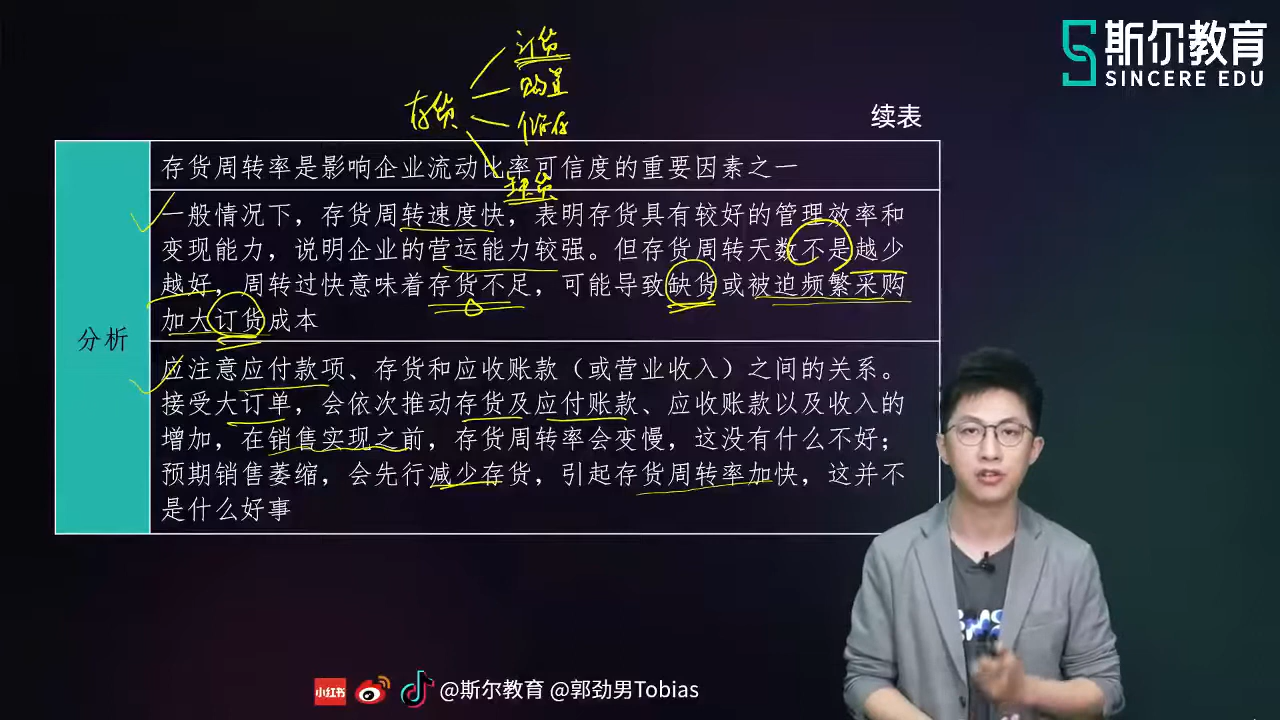 斯尔教育
SINCERE EDU
订货
购置
存货
储存
缺货
续表
分析
存货周转率是影响企业流动比率可信度的重要因素之一
一般情况下，存货周转速度快，表明存货具有较好的管理效率和
变现能力，说明企业的营运能力较强。但存货周转天数不是越少
越好，周转过快意味着存货不足，可能导致缺货或被迫频繁采购
加大订货成本
应注意应付款项、存货和应收账款（或营业收入）之间的关系。
接受大订单，会依次推动存货及应付账款、应收账款以及收入的
增加，在销售实现之前，存货周转率会变慢，这没有什么不好；
预期销售萎缩，会先行减少存货，引起存货周转率加快，这并不
是什么好事
小红书 @斯尔教育 @郭劲男Tobias